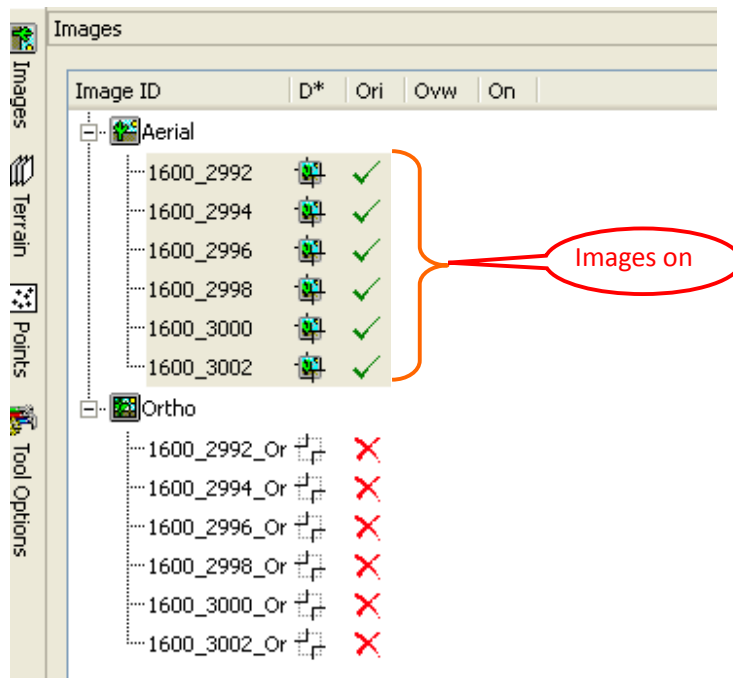 Images
Image ID D* Ori Ovw On
Aerial
1600_2992
1600_2994
1600_2996
1600_2998
1600_3000
1600_3002
Ortho
1600_2992_Or
1600_2994_Or
1600_2996_Or
1600_2998_Or
1600_3000_Or
1600_3002_Or
Images
Terrain
Points
Tool Options
Images on